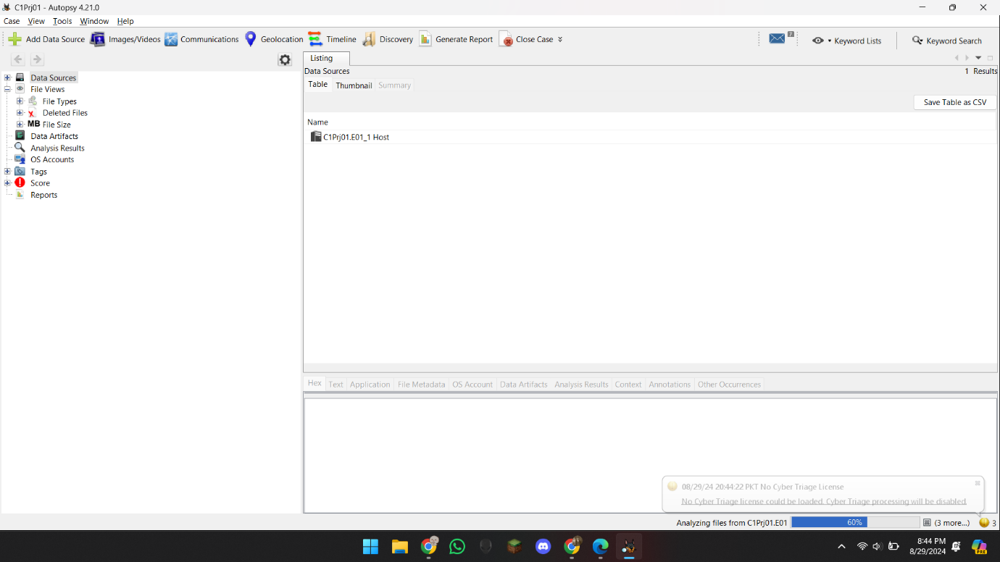 C1Prj01 - Autopsy 4.21.0
Case View Tools Window Help
Add Data Source Images/Videos Communications Geolocation Timeline Discovery Generate Report Close Case Keyword Lists Keyword Search
Listing
Data Sources 1 Results
Table Thumbnail Summary
Save Table as CSV
Name
C1Prj01.E01_1 Host
Data Sources
File Views
File Types
Deleted Files
MB File Size
Data Artifacts
Analysis Results
OS Accounts
Tags
Score
Reports
Hex Text Application File Metadata OS Account Data Artifacts Analysis Results Context Annotations Other Occurrences
08/29/24 20:44:22 PKT No Cyber Triage License
No Cyber Triage license could be loaded. Cyber Triage processing will be disabled.
Analyzing files from C1Prj01.E01 60% (3 more...) 3
8:44 PM
8/29/2024
PRE